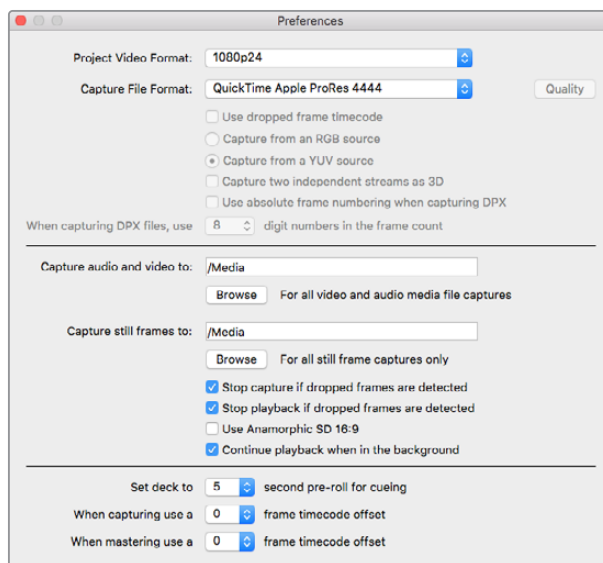 Preferences
Project Video Format: 1080p24
Capture File Format: QuickTime Apple ProRes 4444 Quality
Use dropped frame timecode
Capture from an RGB source
Capture from a YUV source
Capture two independent streams as 3D
Use absolute frame numbering when capturing DPX
When capturing DPX files, use 8 digit numbers in the frame count
Capture audio and video to: /Media
Browse For all video and audio media file captures
Capture still frames to: /Media
Browse For all still frame captures only
Stop capture if dropped frames are detected
Stop playback if dropped frames are detected
Use Anamorphic SD 16:9
Continue playback when in the background
Set deck to 5 second pre-roll for cueing
When capturing use a 0 frame timecode offset
When mastering use a 0 frame timecode offset